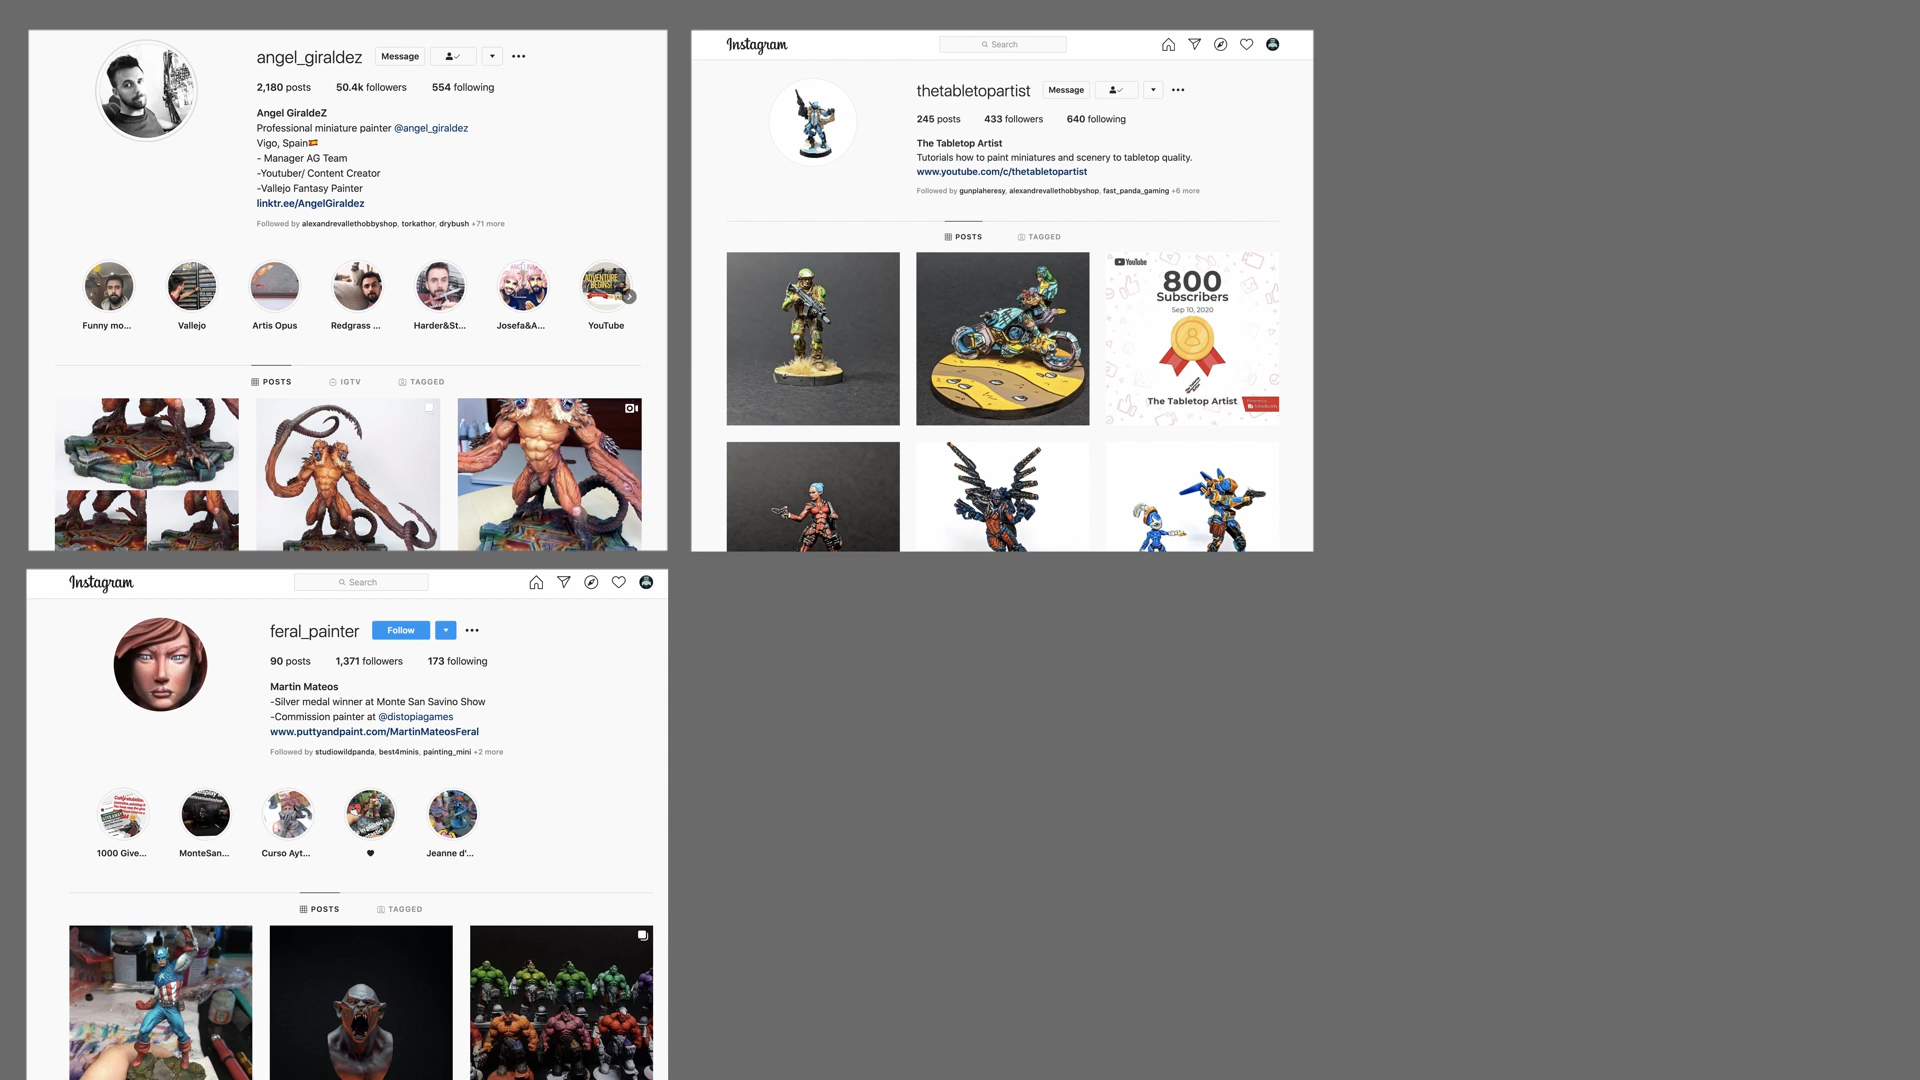 angel_giraldez Message
2,180 posts 50.4k followers 554 following
Angel GiraldeZ
Professional miniature painter @angel_giraldez
Vigo, Spain🇪🇸
- Manager AG Team
-Youtuber/ Content Creator
-Vallejo Fantasy Painter
linktr.ee/AngelGiraldez
Followed by alexandrevallethobbyshop, torkathor, drybush +71 more
ADVENTURE
BEGINS!
Funny mo... Vallejo Artis Opus Redgrass ... Harder&St... Josefa&A... YouTube
POSTS IGTV TAGGED
Instagram Search
thetabletopartist Message
245 posts 433 followers 640 following
The Tabletop Artist
Tutorials how to paint miniatures and scenery to tabletop quality.
www.youtube.com/c/thetabletopartist
Followed by gunplaheresy, alexandrevallethobbyshop, fast_panda_gaming +6 more
POSTS TAGGED
YouTube
800
Subscribers
Sep 10, 2020
The Tabletop Artist
Instagram Search
feral_painter Follow
90 posts 1,371 followers 173 following
Martin Mateos
-Silver medal winner at Monte San Savino Show
-Commission painter at @distopiagames
www.puttyandpaint.com/MartinMateosFeral
Followed by studiowildpanda, best4minis, painting_mini +2 more
1000 Give... MonteSan... Curso Ayt... ♥ Jeanne d'...
POSTS TAGGED